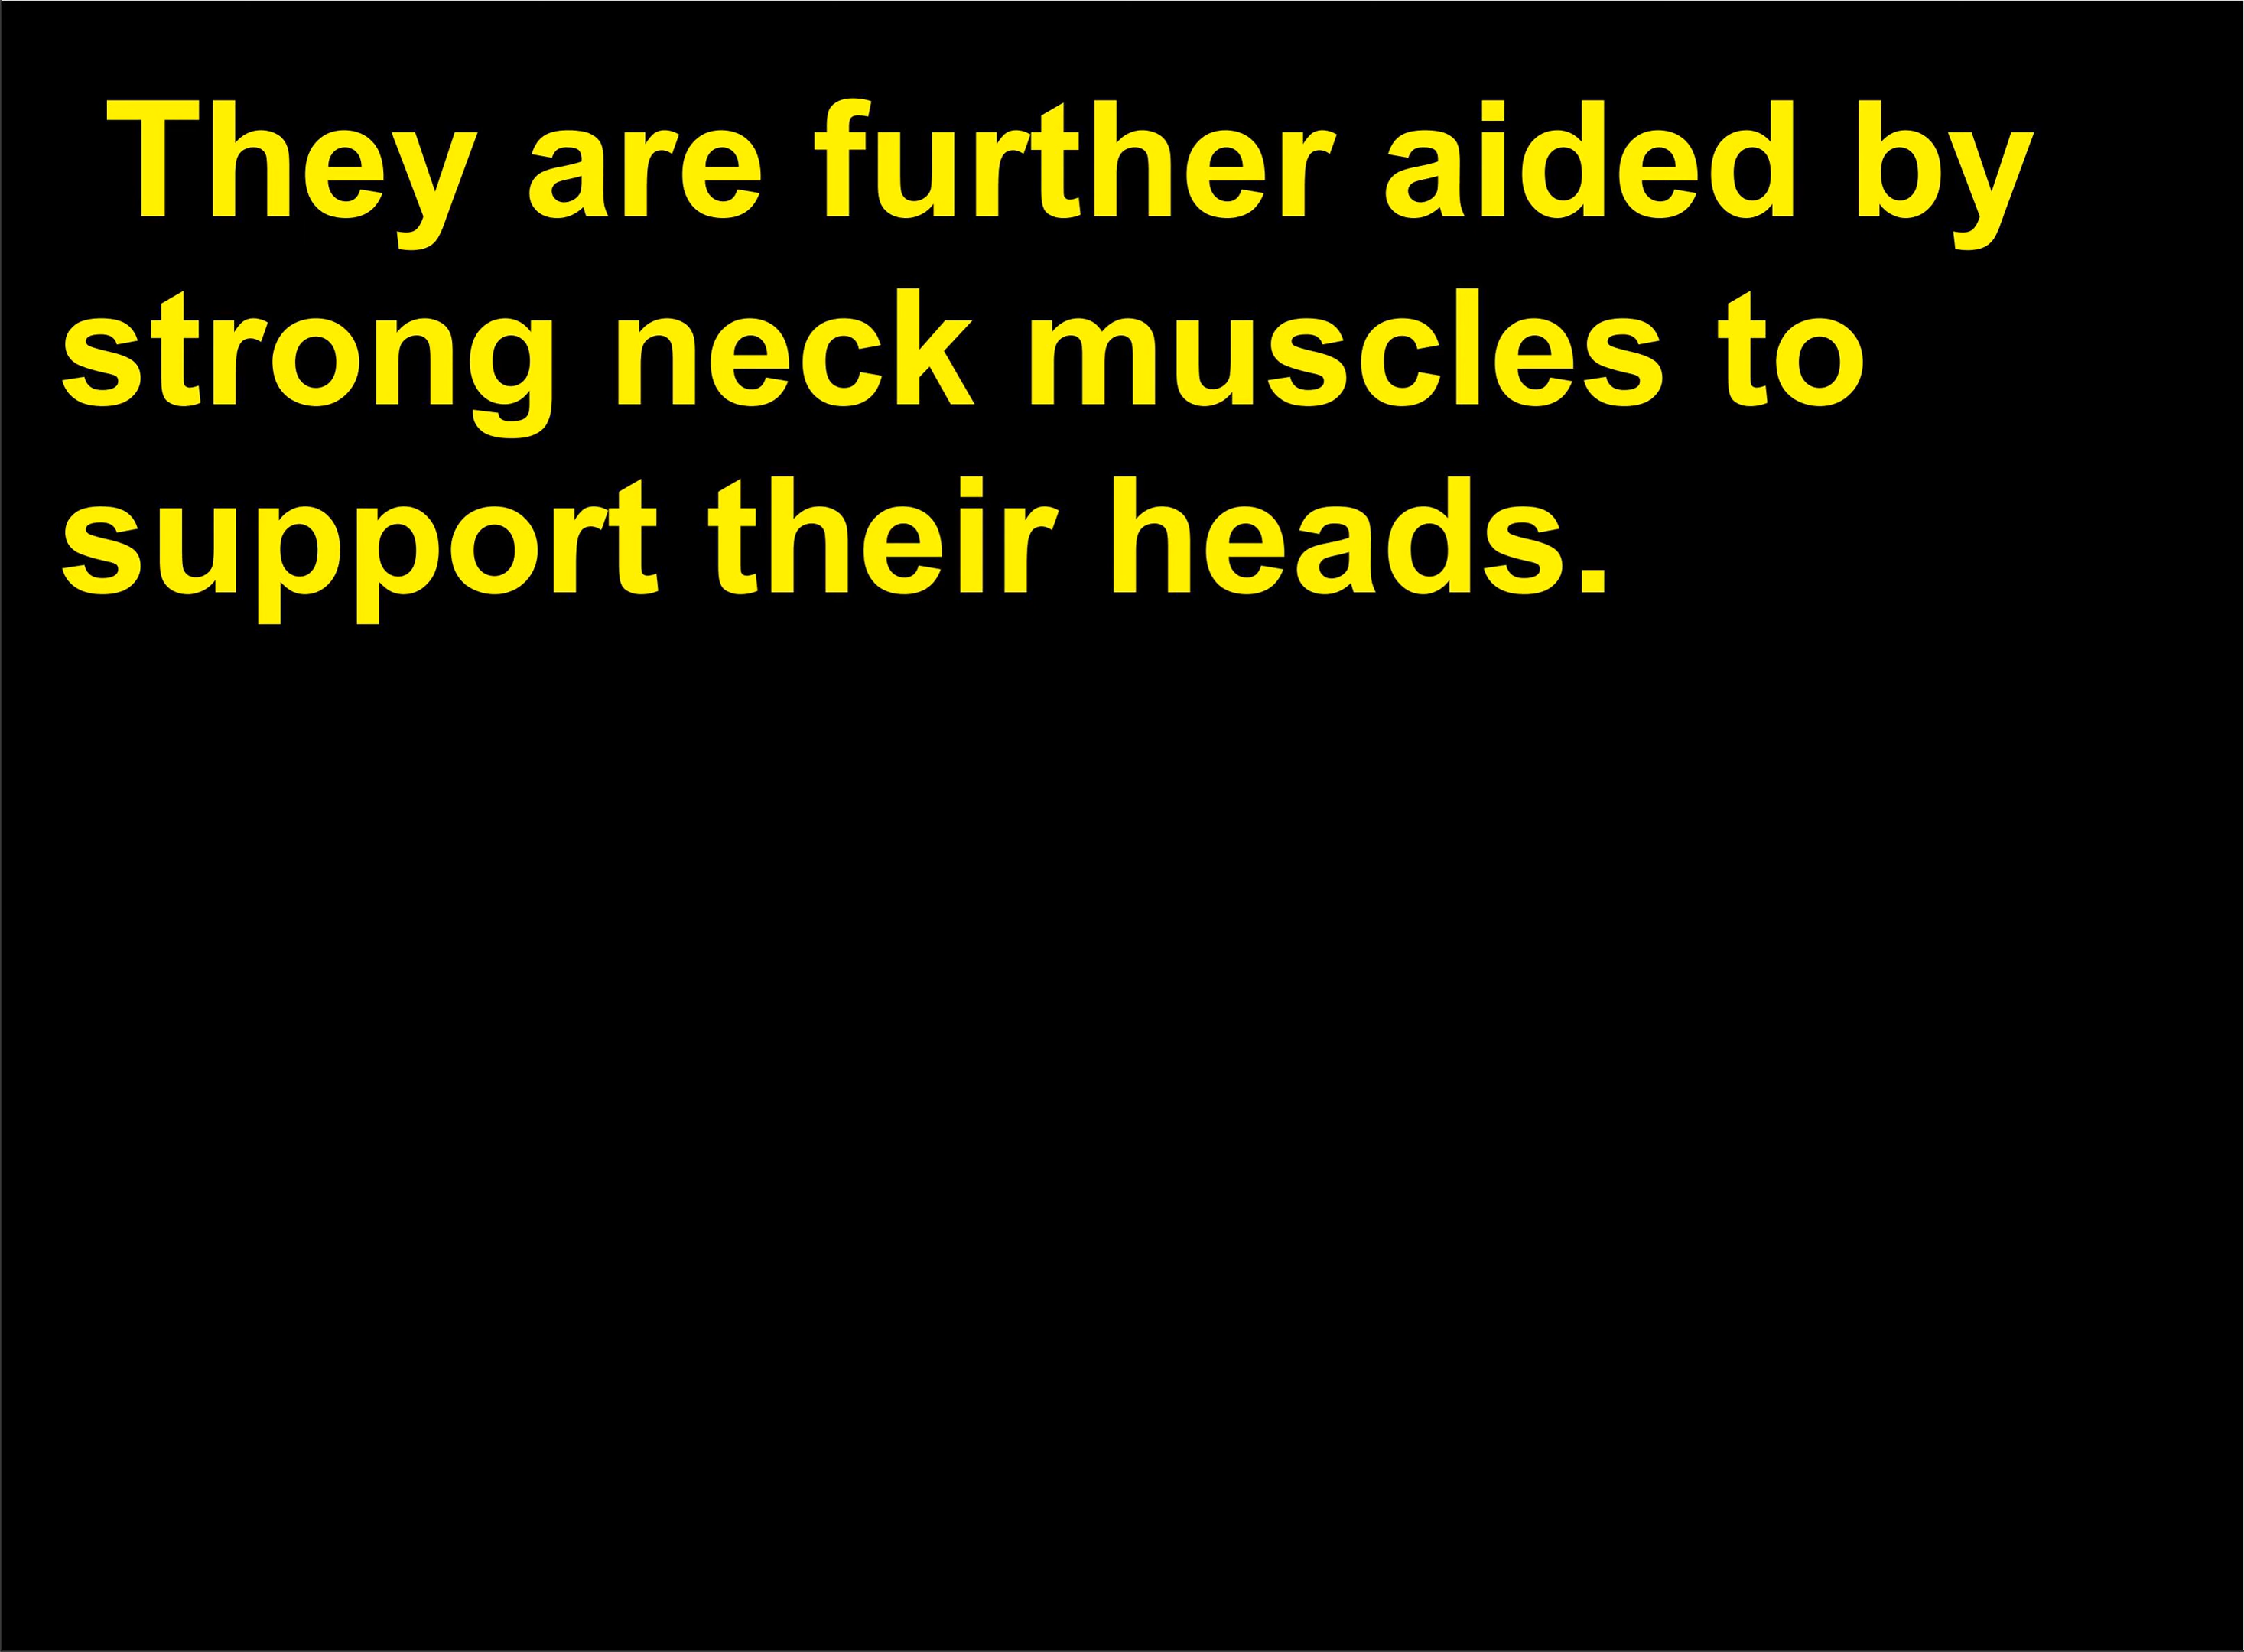 They are further aided by
strong neck muscles to
support their heads.